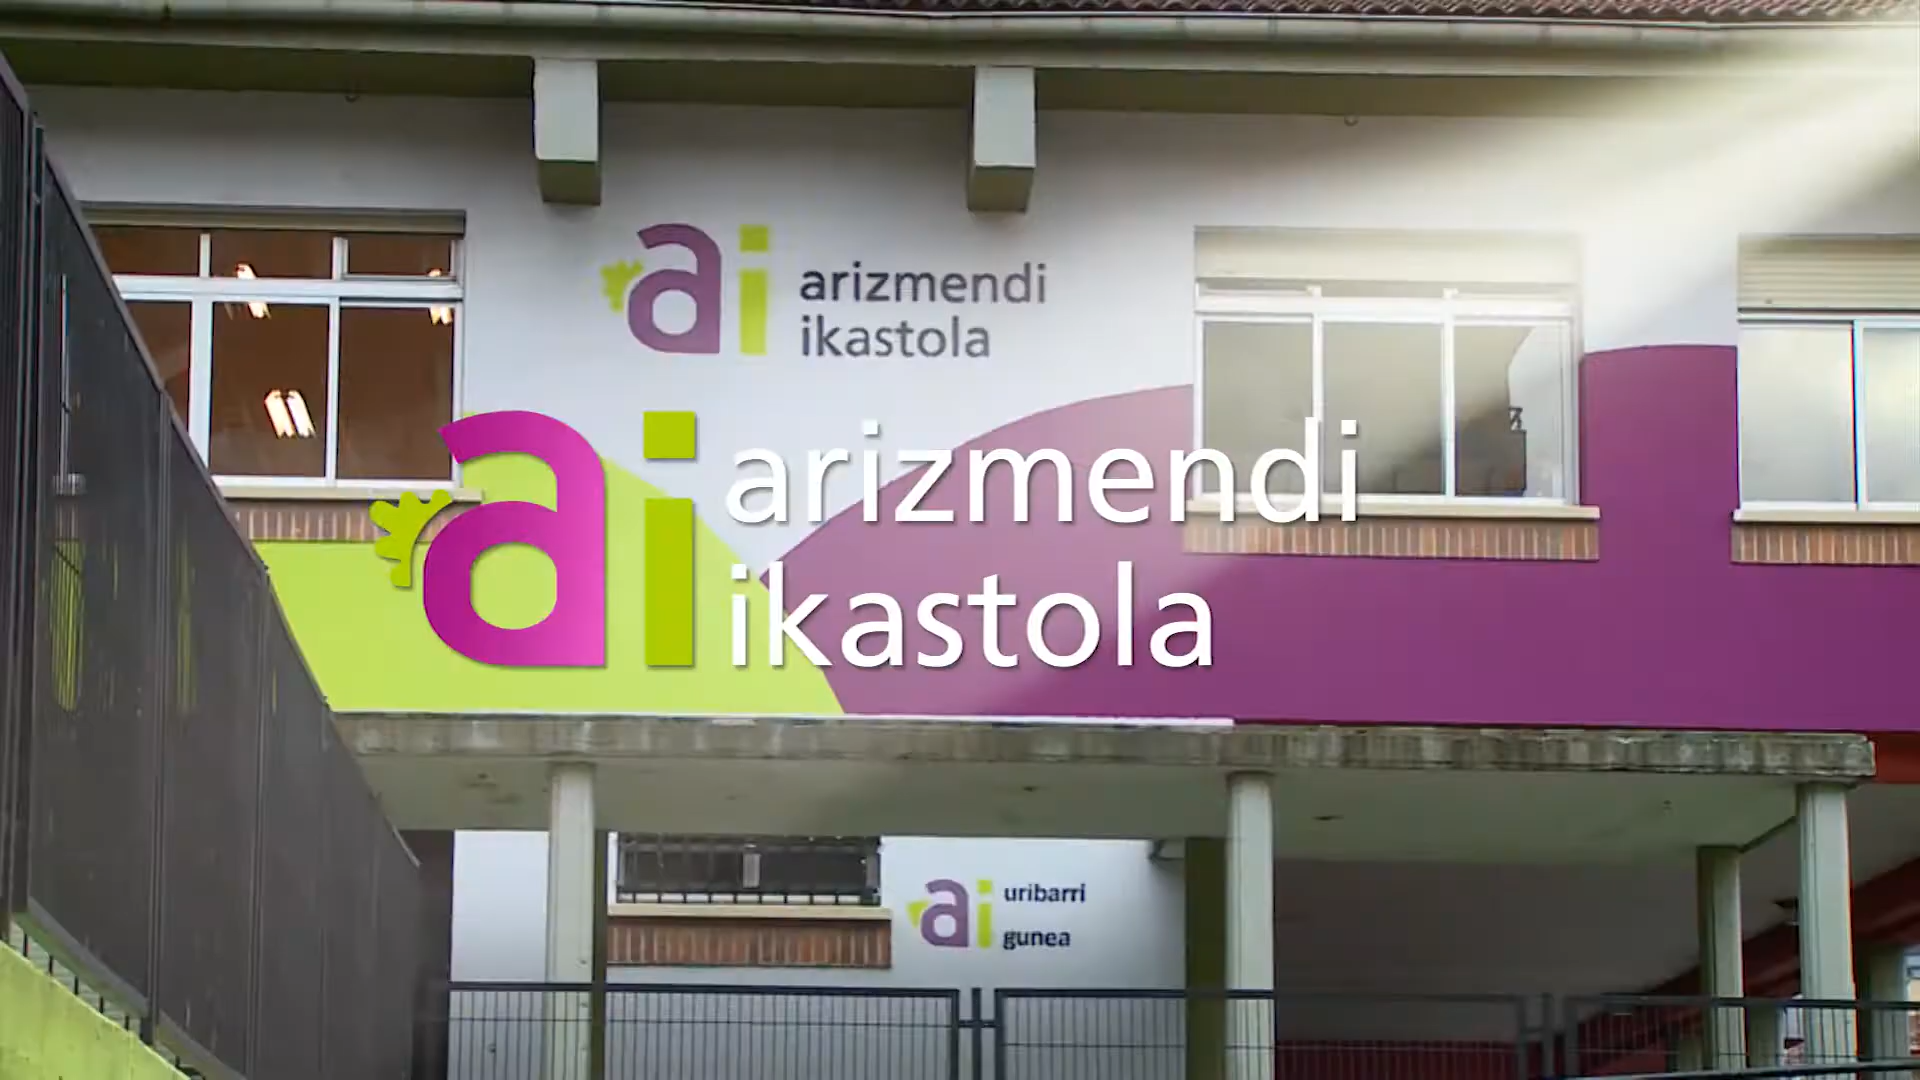 ai arizmendi
ikastola
ai arizmendi
ikastola
ai uribarri
gunea